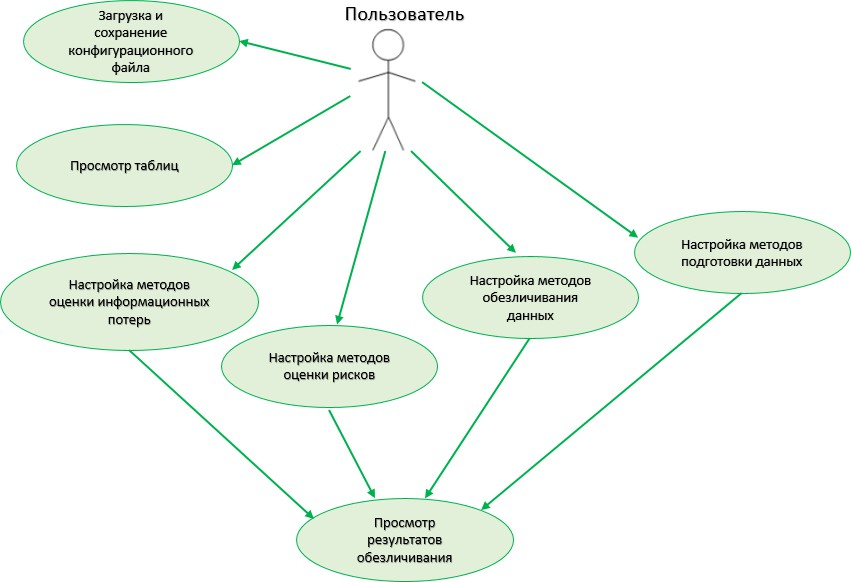 Пользователь
Загрузка и
сохранение
конфигурационного
файла
Просмотр таблиц
Настройка методов
подготовки данных
Настройка методов
обезличивания
данных
Настройка методов
оценки информационных
потерь
Настройка методов
оценки рисков
Просмотр
результатов
обезличивания